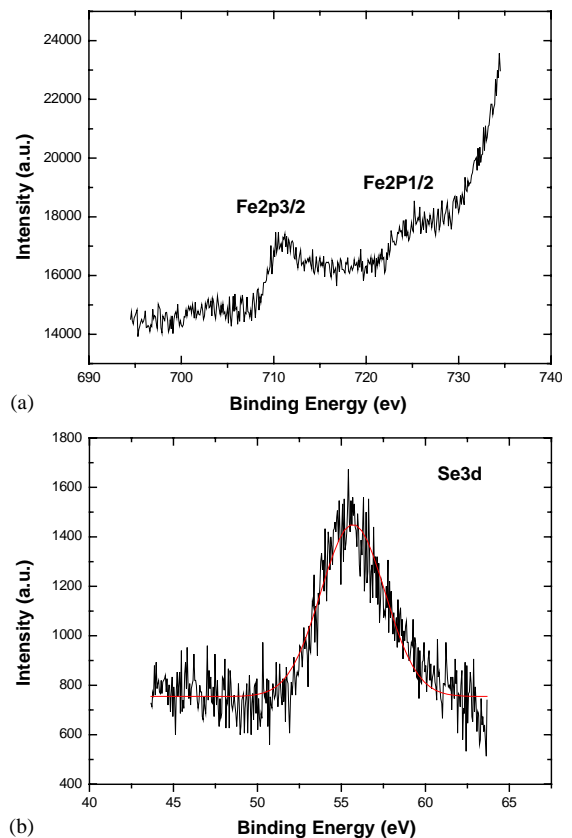 24000
22000
20000
18000
16000
14000
Intensity (a.u.)
Fe2p3/2
Fe2P1/2
690 700 710 720 730 740
(a)
Binding Energy (ev)
1800
1600
1400
1200
1000
800
600
400
Intensity (a.u.)
Se3d
40 45 50 55 60 65
(b)
Binding Energy (eV)